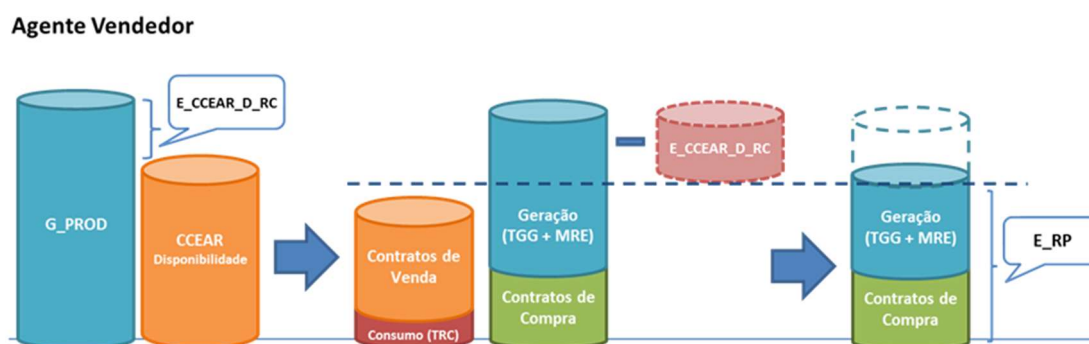 Agente Vendedor
E_CCEAR_D_RC
G_PROD
CCEAR
Disponibilidade
Contratos de
Venda
Consumo (TRC)
Geração
(TGG + MRE)
Contratos de
Compra
E_CCEAR_D_RC
Geração
(TGG + MRE)
Contratos de
Compra
E_RP